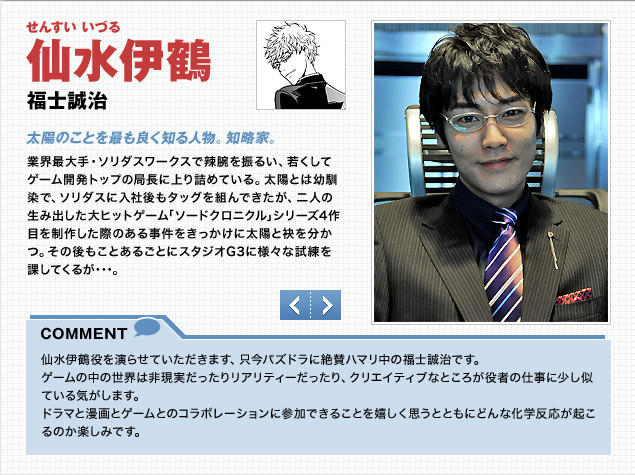 せんすい いづる
仙水伊鶴
福士誠治
太陽のことを最も良く知る人物。知略家。
業界最大手・ソリダスワークスで辣腕を振るい、若くして
ゲーム開発トップの局長に上り詰めている。太陽とは幼馴
染で、ソリダスに入社後もタッグを組んできたが、二人の
生み出した大ヒットゲーム「ソードクロニクル」シリーズ4作
目を制作した際のある事件をきっかけに太陽と袂を分か
つ。その後もことあるごとにスタジオG3に様々な試練を
課してくるが・・・。
COMMENT
仙水伊鶴役を演らせていただきます、只今パズドラに絶賛ハマリ中の福士誠治です。
ゲームの中の世界は非現実だったりリアリティーだったり、クリエイティブなところが役者の仕事に少し似
ている気がします。
ドラマと漫画とゲームとのコラボレーションに参加できることを嬉しく思うとともにどんな化学反応が起こ
るのか楽しみです。